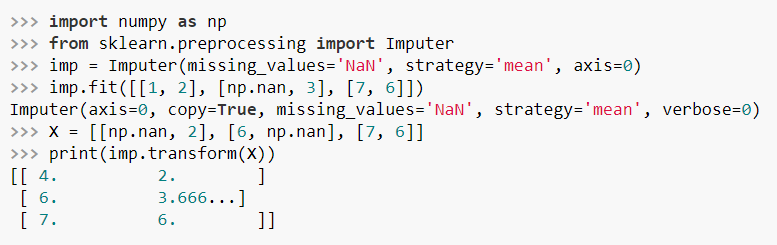 >>> import numpy as np
>>> from sklearn.preprocessing import Imputer
>>> imp = Imputer(missing_values='NaN', strategy='mean', axis=0)
>>> imp.fit([[1, 2], [np.nan, 3], [7, 6]])
Imputer(axis=0, copy=True, missing_values='NaN', strategy='mean', verbose=0)
>>> X = [[np.nan, 2], [6, np.nan], [7, 6]]
>>> print(imp.transform(X))
[[ 4.          2.        ]
 [ 6.          3.666...]
 [ 7.          6.        ]]